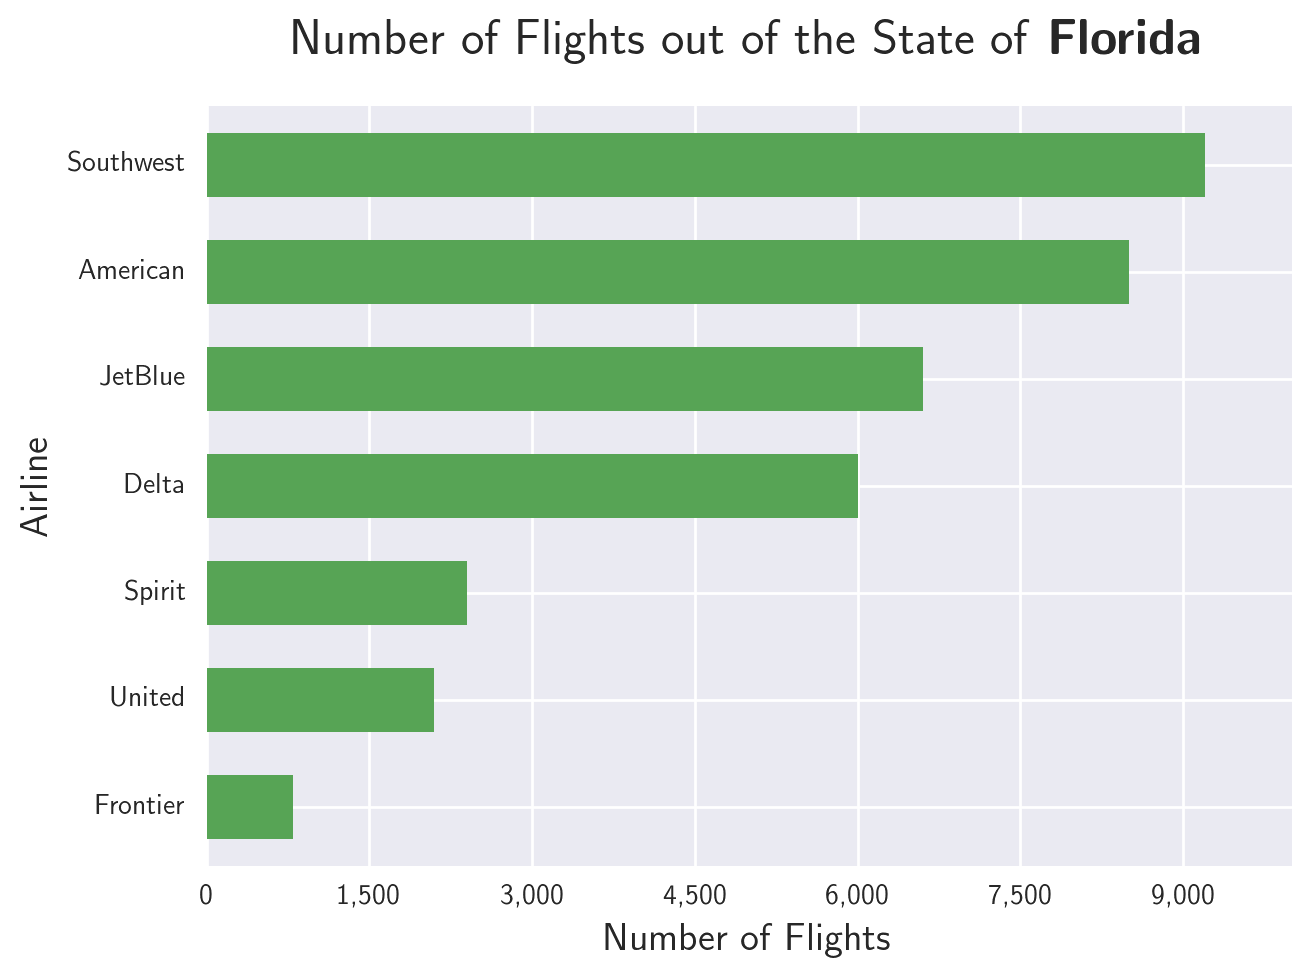 Number of Flights out of the State of Florida
Southwest
American
JetBlue
Delta
Spirit
United
Frontier
Airline
0 1,500 3,000 4,500 6,000 7,500 9,000
Number of Flights